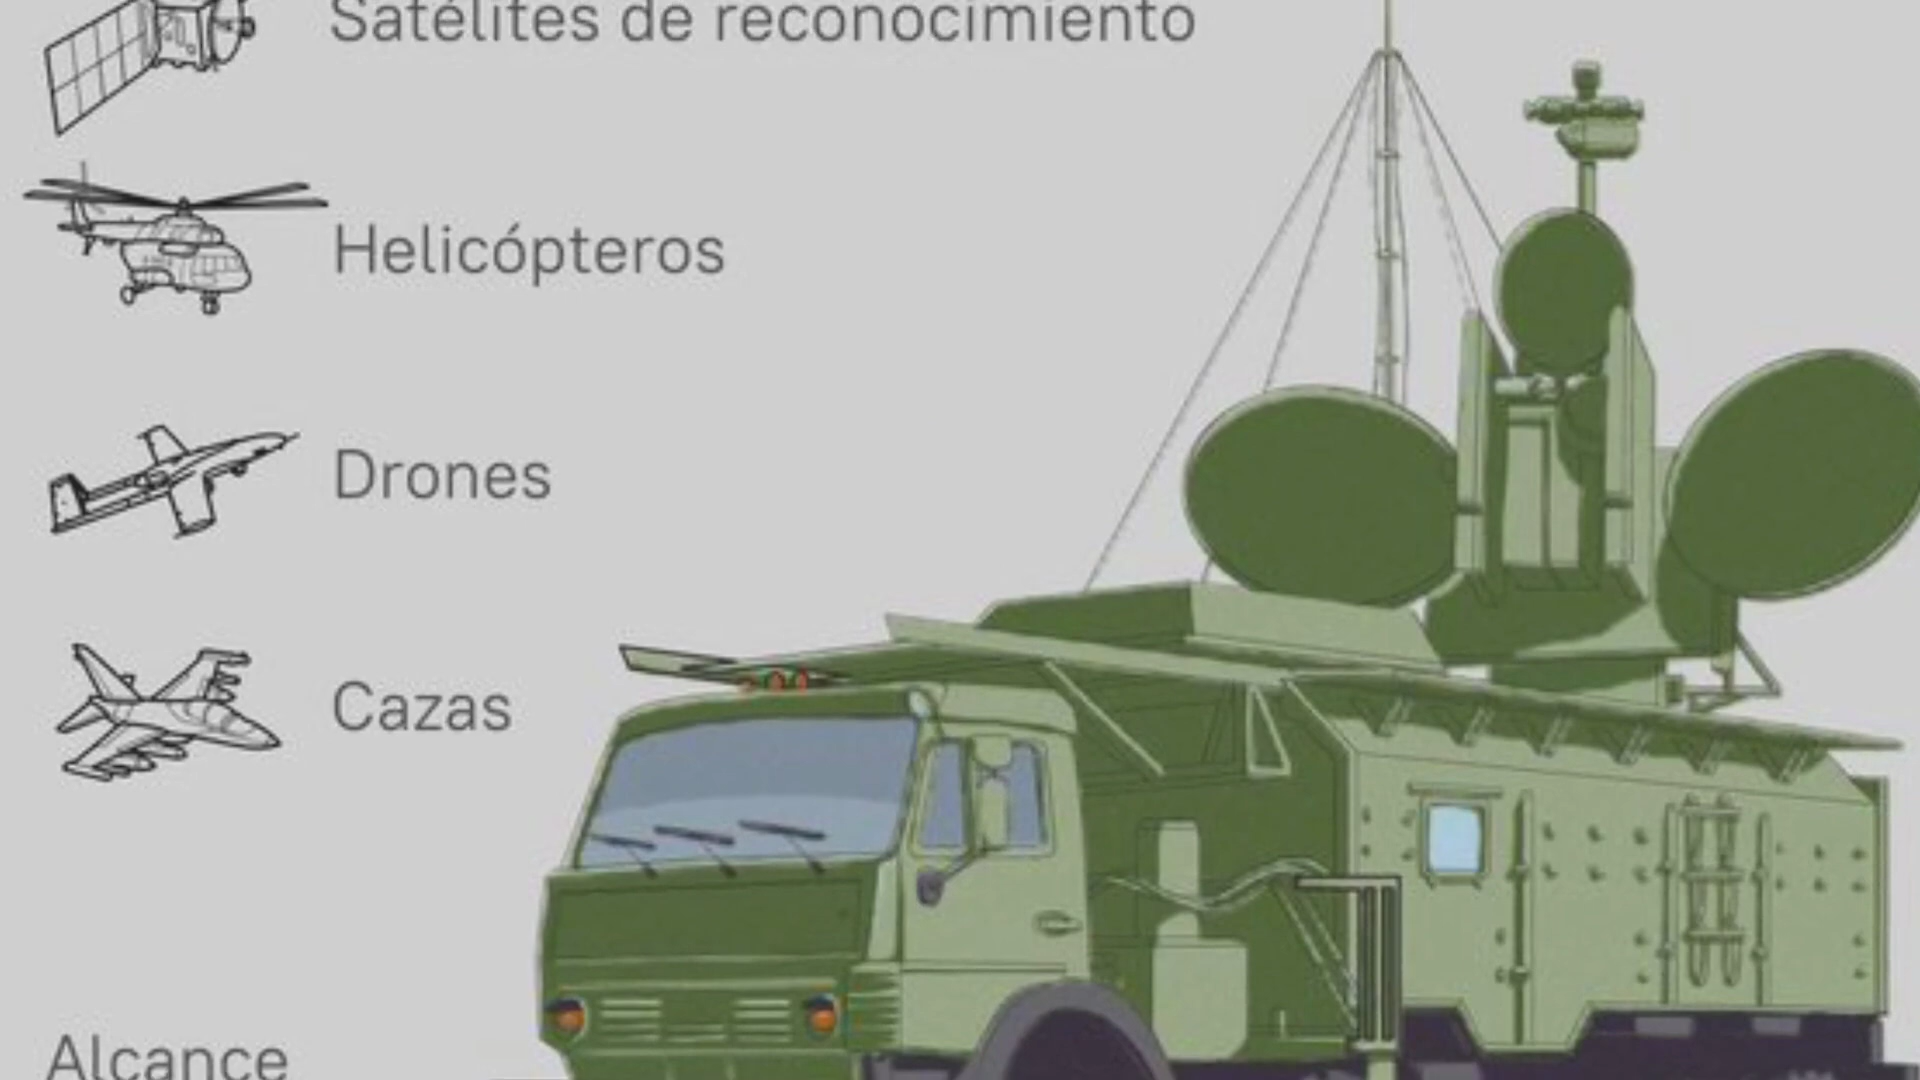 Satélites de reconocimiento
Helicópteros
Drones
Cazas
Alcance